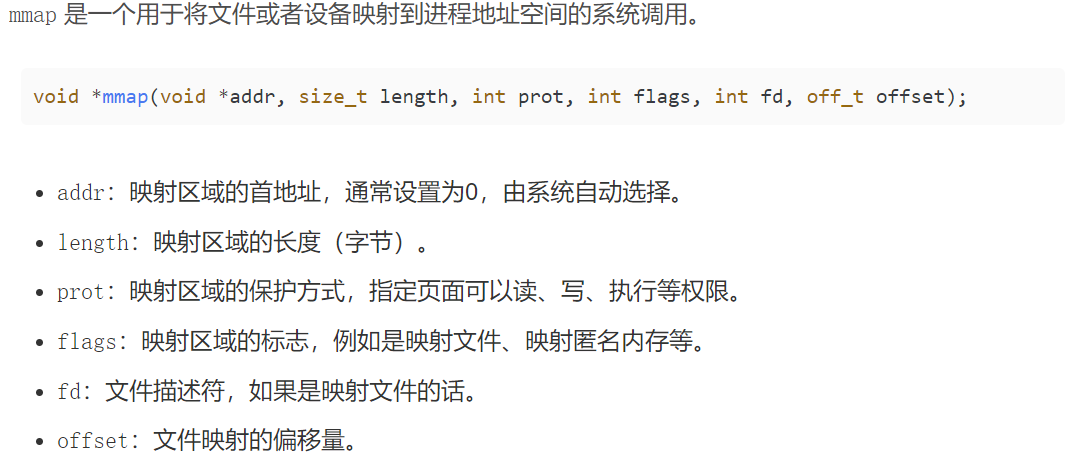 mmap 是一个用于将文件或者设备映射到进程地址空间的系统调用。
void *mmap(void *addr, size_t length, int prot, int flags, int fd, off_t offset);
• addr：映射区域的首地址，通常设置为0，由系统自动选择。
• length：映射区域的长度（字节）。
• prot：映射区域的保护方式，指定页面可以读、写、执行等权限。
• flags：映射区域的标志，例如是映射文件、映射匿名内存等。
• fd：文件描述符，如果是映射文件的话。
• offset：文件映射的偏移量。